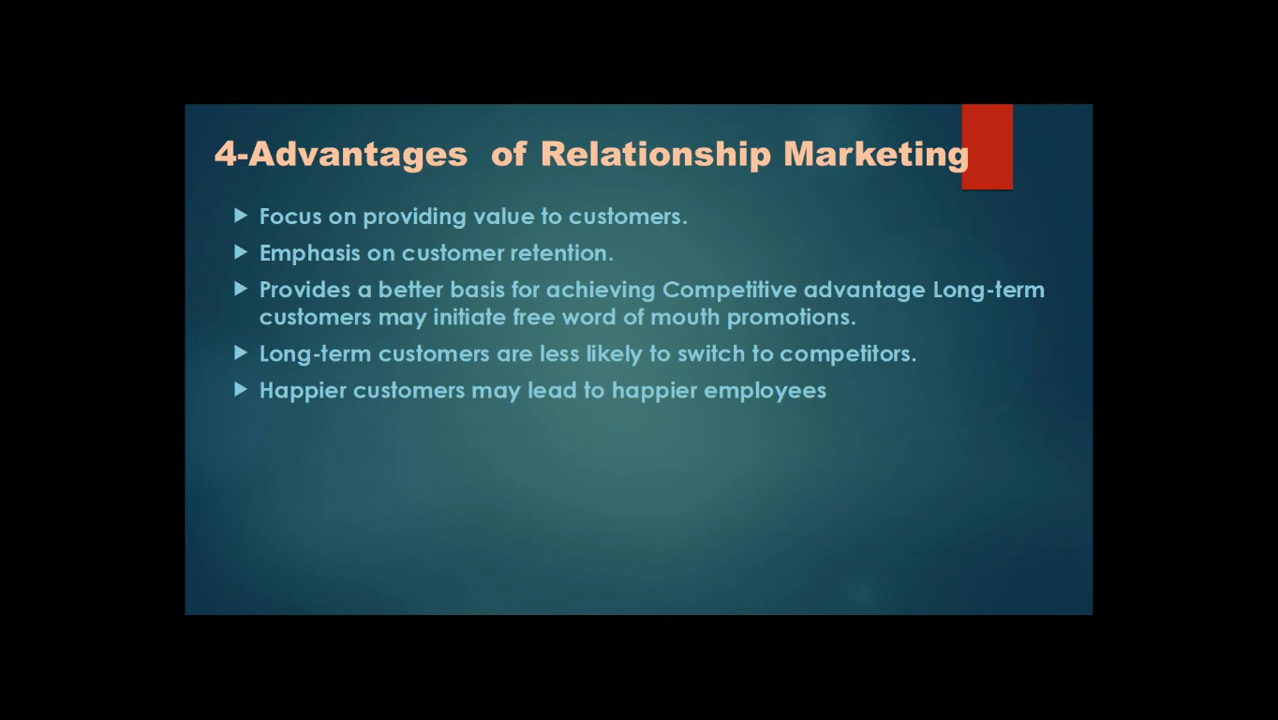 4-Advantages  of Relationship Marketing
Focus on providing value to customers.
Emphasis on customer retention.
Provides a better basis for achieving Competitive advantage Long-term
customers may initiate free word of mouth promotions.
Long-term customers are less likely to switch to competitors.
Happier customers may lead to happier employees